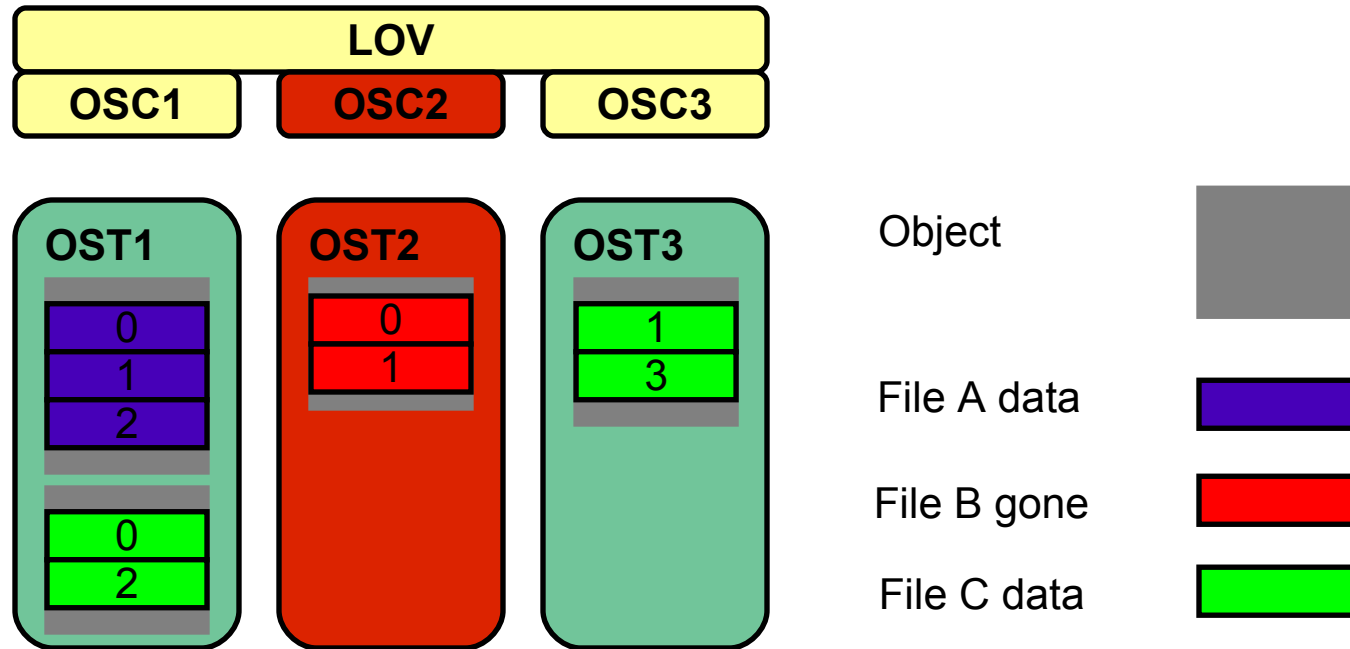 LOV
OSC1 OSC2 OSC3
OST1 OST2 OST3
0
1
2
0
2
0
1
1
3
Object
File A data
File B gone
File C data